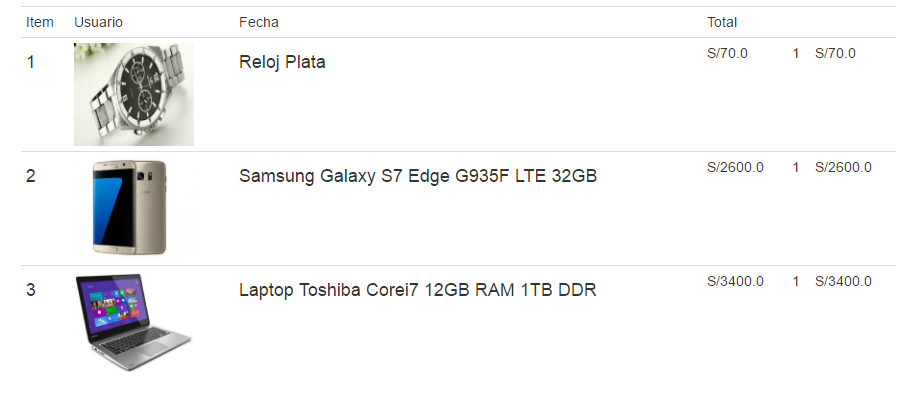 Item Usuario Fecha Total
1 Reloj Plata S/70.0 1 S/70.0
2 Samsung Galaxy S7 Edge G935F LTE 32GB S/2600.0 1 S/2600.0
3 Laptop Toshiba Corei7 12GB RAM 1TB DDR S/3400.0 1 S/3400.0